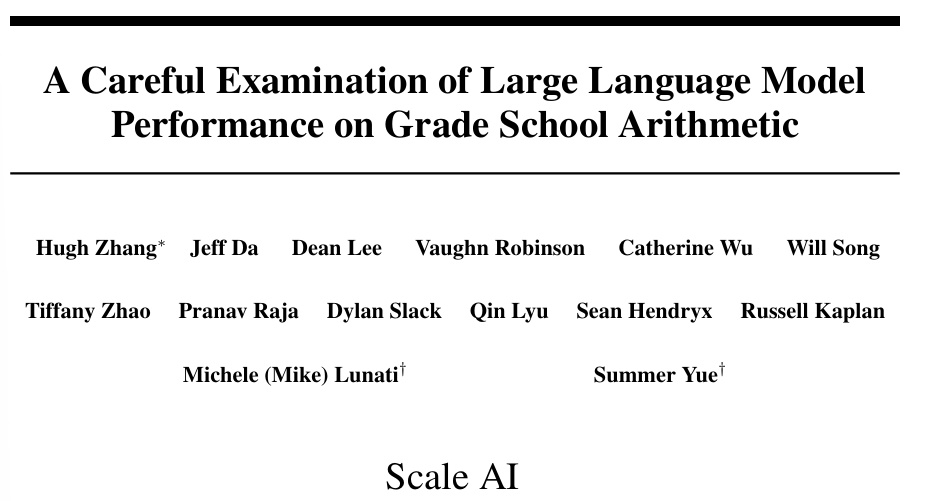 A Careful Examination of Large Language Model
Performance on Grade School Arithmetic
Hugh Zhang* Jeff Da Dean Lee Vaughn Robinson Catherine Wu Will Song
Tiffany Zhao Pranav Raja Dylan Slack Qin Lyu Sean Hendryx Russell Kaplan
Michele (Mike) Lunati† Summer Yue†
Scale AI